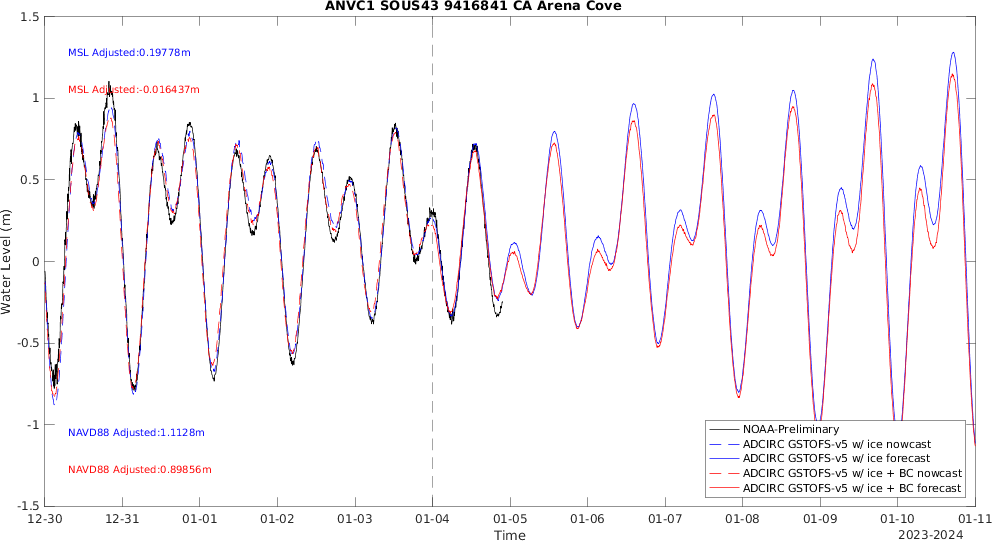 ANVC1 SOUS43 9416841 CA Arena Cove
1.5
1
0.5
0
-0.5
-1
-1.5
Water Level (m)
MSL Adjusted:0.19778m
MSL Adjusted:-0.016437m
NAVD88 Adjusted:1.1128m
NAVD88 Adjusted:0.89856m
NOAA-Preliminary
ADCIRC GSTOFS-v5 w/ ice nowcast
ADCIRC GSTOFS-v5 w/ ice forecast
ADCIRC GSTOFS-v5 w/ ice + BC nowcast
ADCIRC GSTOFS-v5 w/ ice + BC forecast
12-30 12-31 01-01 01-02 01-03 01-04 01-05 01-06 01-07 01-08 01-09 01-10 01-11
Time
2023-2024